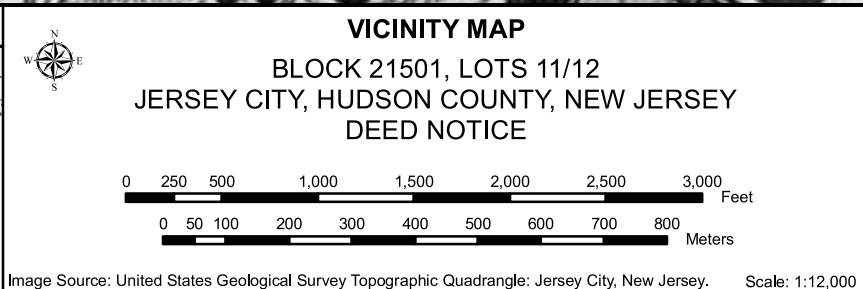 VICINITY MAP
N
W E
S
BLOCK 21501, LOTS 11/12
JERSEY CITY, HUDSON COUNTY, NEW JERSEY
DEED NOTICE
0 250 500 1,000 1,500 2,000 2,500 3,000
Feet
0 50 100 200 300 400 500 600 700 800
Meters
Image Source: United States Geological Survey Topographic Quadrangle: Jersey City, New Jersey. Scale: 1:12,000